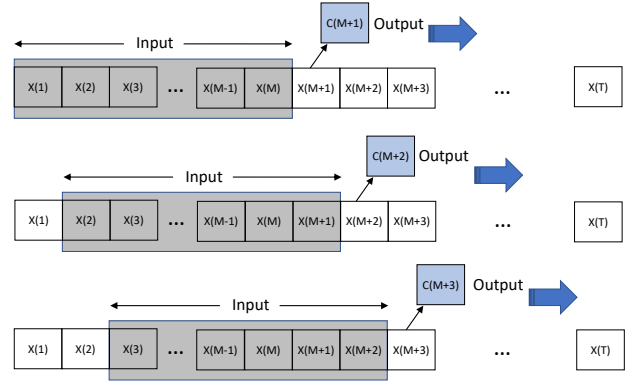 C(M+1) Output
Input
X(1) X(2) X(3) ... X(M-1) X(M) X(M+1) X(M+2) X(M+3) ... X(T)
C(M+2) Output
Input
X(1) X(2) X(3) ... X(M-1) X(M) X(M+1) X(M+2) X(M+3) ... X(T)
C(M+3) Output
Input
X(1) X(2) X(3) ... X(M-1) X(M) X(M+1) X(M+2) X(M+3) ... X(T)